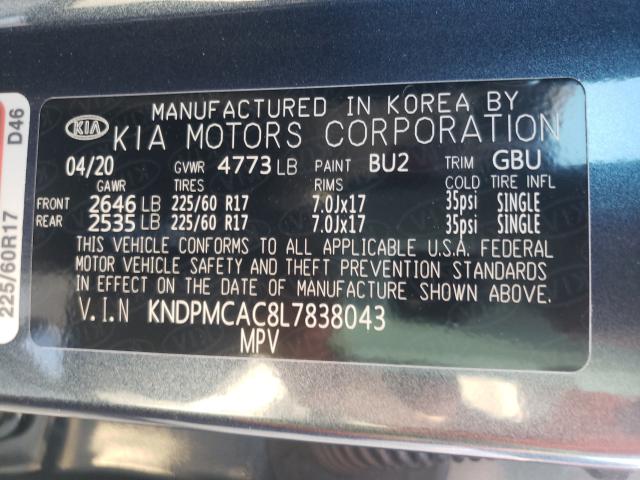 MANUFACTURED IN KOREA BY
KIA KIA MOTORS CORPORATION
04/20 GVWR 4773 LB PAINT BU2 TRIM GBU
GAWR TIRES RIMS COLD TIRE INFL
FRONT 2646 LB 225/60 R17 7.0Jx17 35psi SINGLE
REAR 2535 LB 225/60 R17 7.0Jx17 35psi SINGLE
THIS VEHICLE CONFORMS TO ALL APPLICABLE U.S.A. FEDERAL
MOTOR VEHICLE SAFETY AND THEFT PREVENTION STANDARDS
IN EFFECT ON THE DATE OF MANUFACTURE SHOWN ABOVE.
V.I.N KNDPMCAC8L7838043
MPV
225/60R17
D46